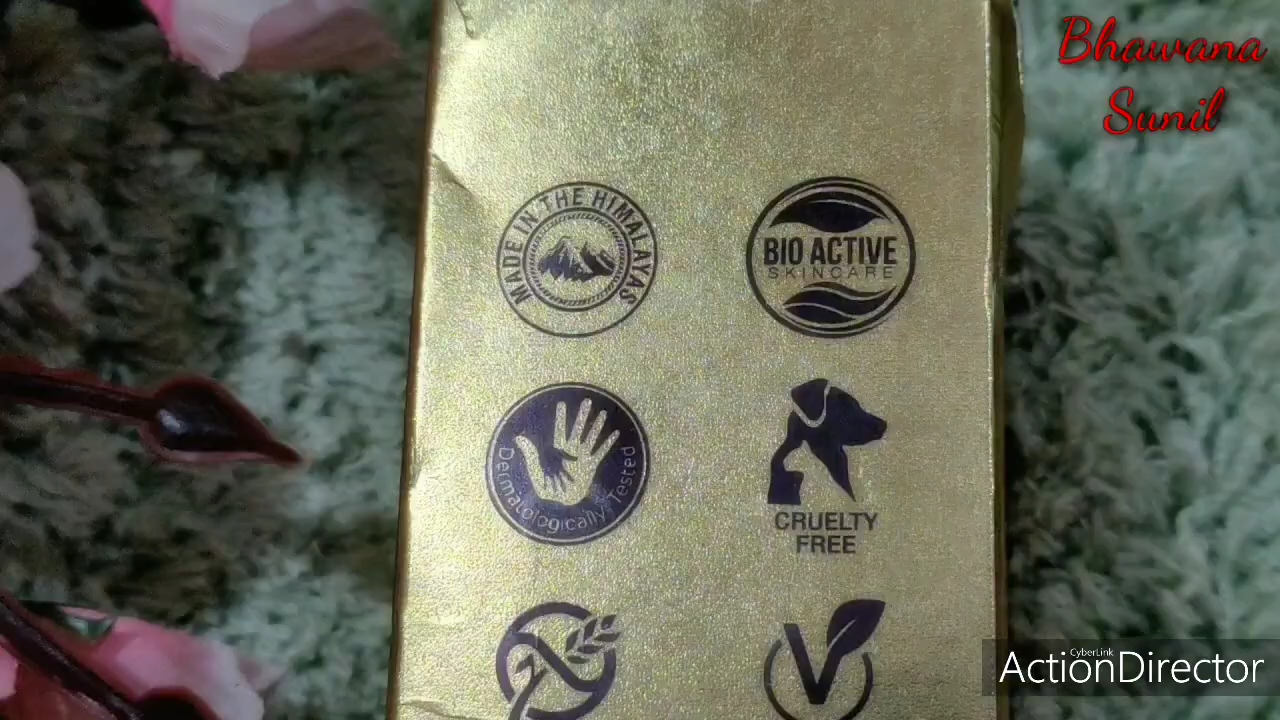 Bhawana
Sunil
MADE IN THE HIMALAYAS
BIO ACTIVE
SKINCARE
Dermatologically Tested
CRUELTY
FREE
V
CyberLink
ActionDirector